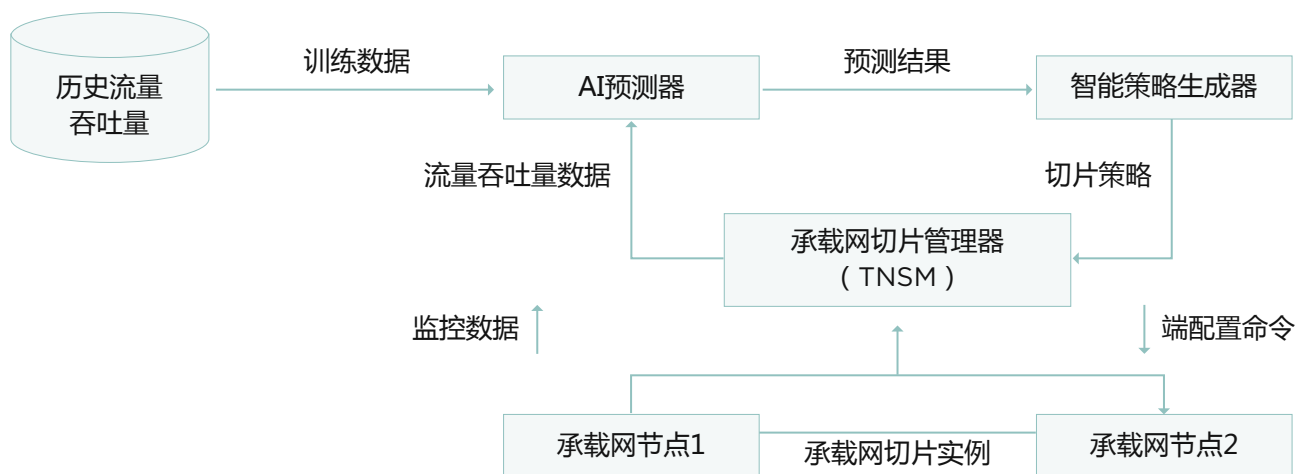 历史流量
吞吐量
训练数据
AI预测器
预测结果
智能策略生成器
流量吞吐量数据
切片策略
承载网切片管理器
（TNSM）
监控数据
端配置命令
承载网节点1
承载网切片实例
承载网节点2